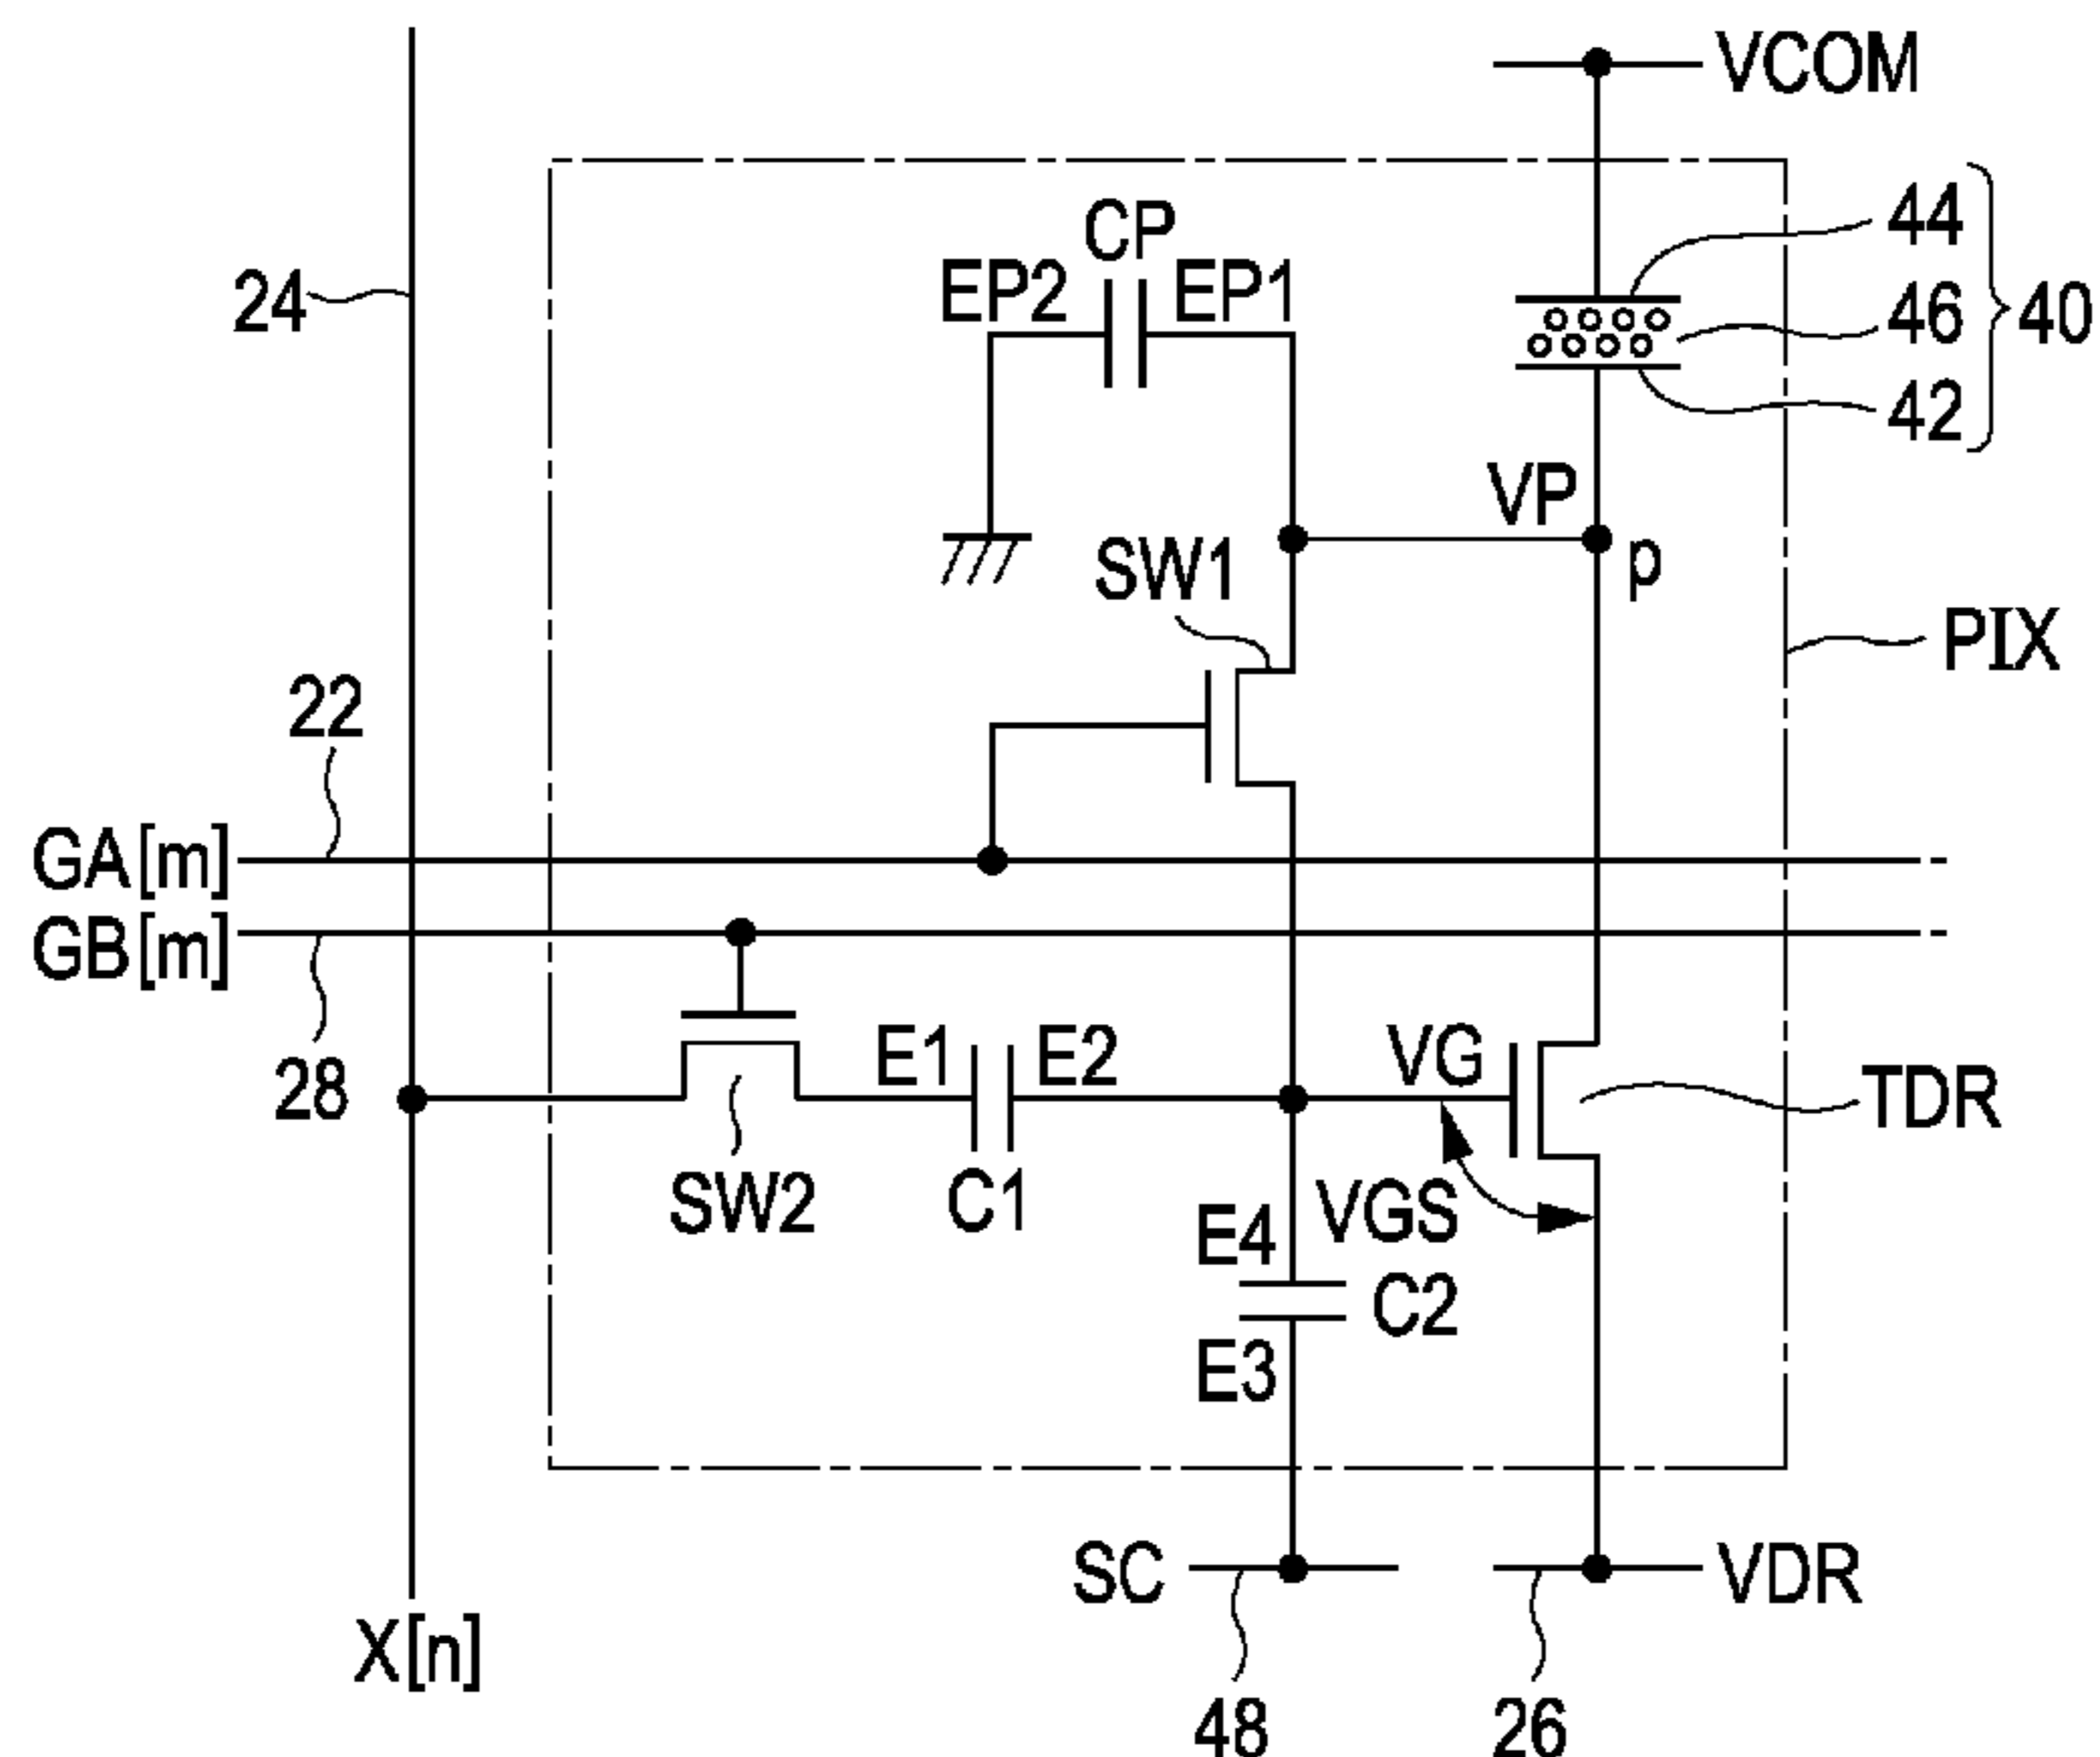 VCOM
44
CP
EP2
EP1
24
46
40
42
VP
SW1
p
PIX
22
GA[m]
GB[m]
28
E1
E2
VG
TDR
SW2
C1
E4
VGS
C2
E3
SC
VDR
X[n]
48
26